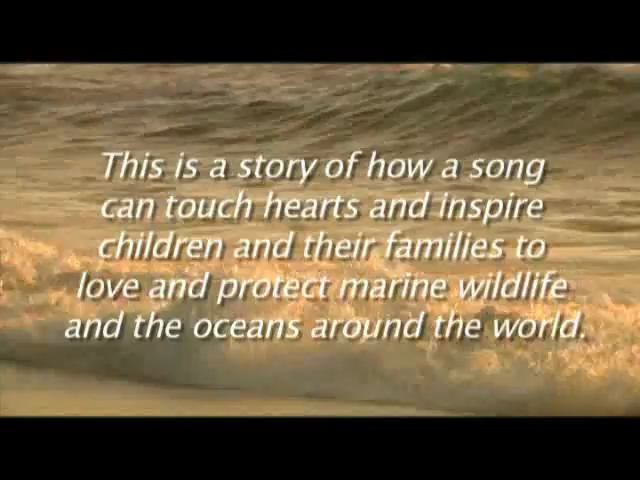 This is a story of how a song
can touch hearts and inspire
children and their families to
love and protect marine wildlife
and the oceans around the world.